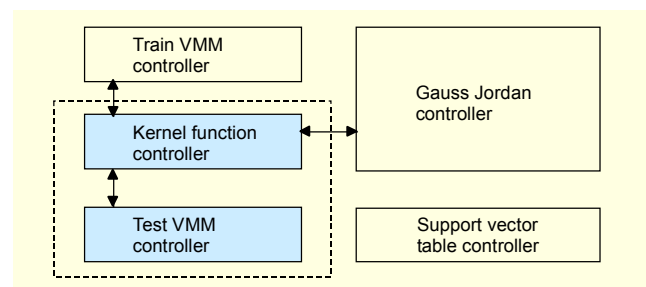 Train VMM
controller
Gauss Jordan
controller
Kernel function
controller
Test VMM
controller
Support vector
table controller